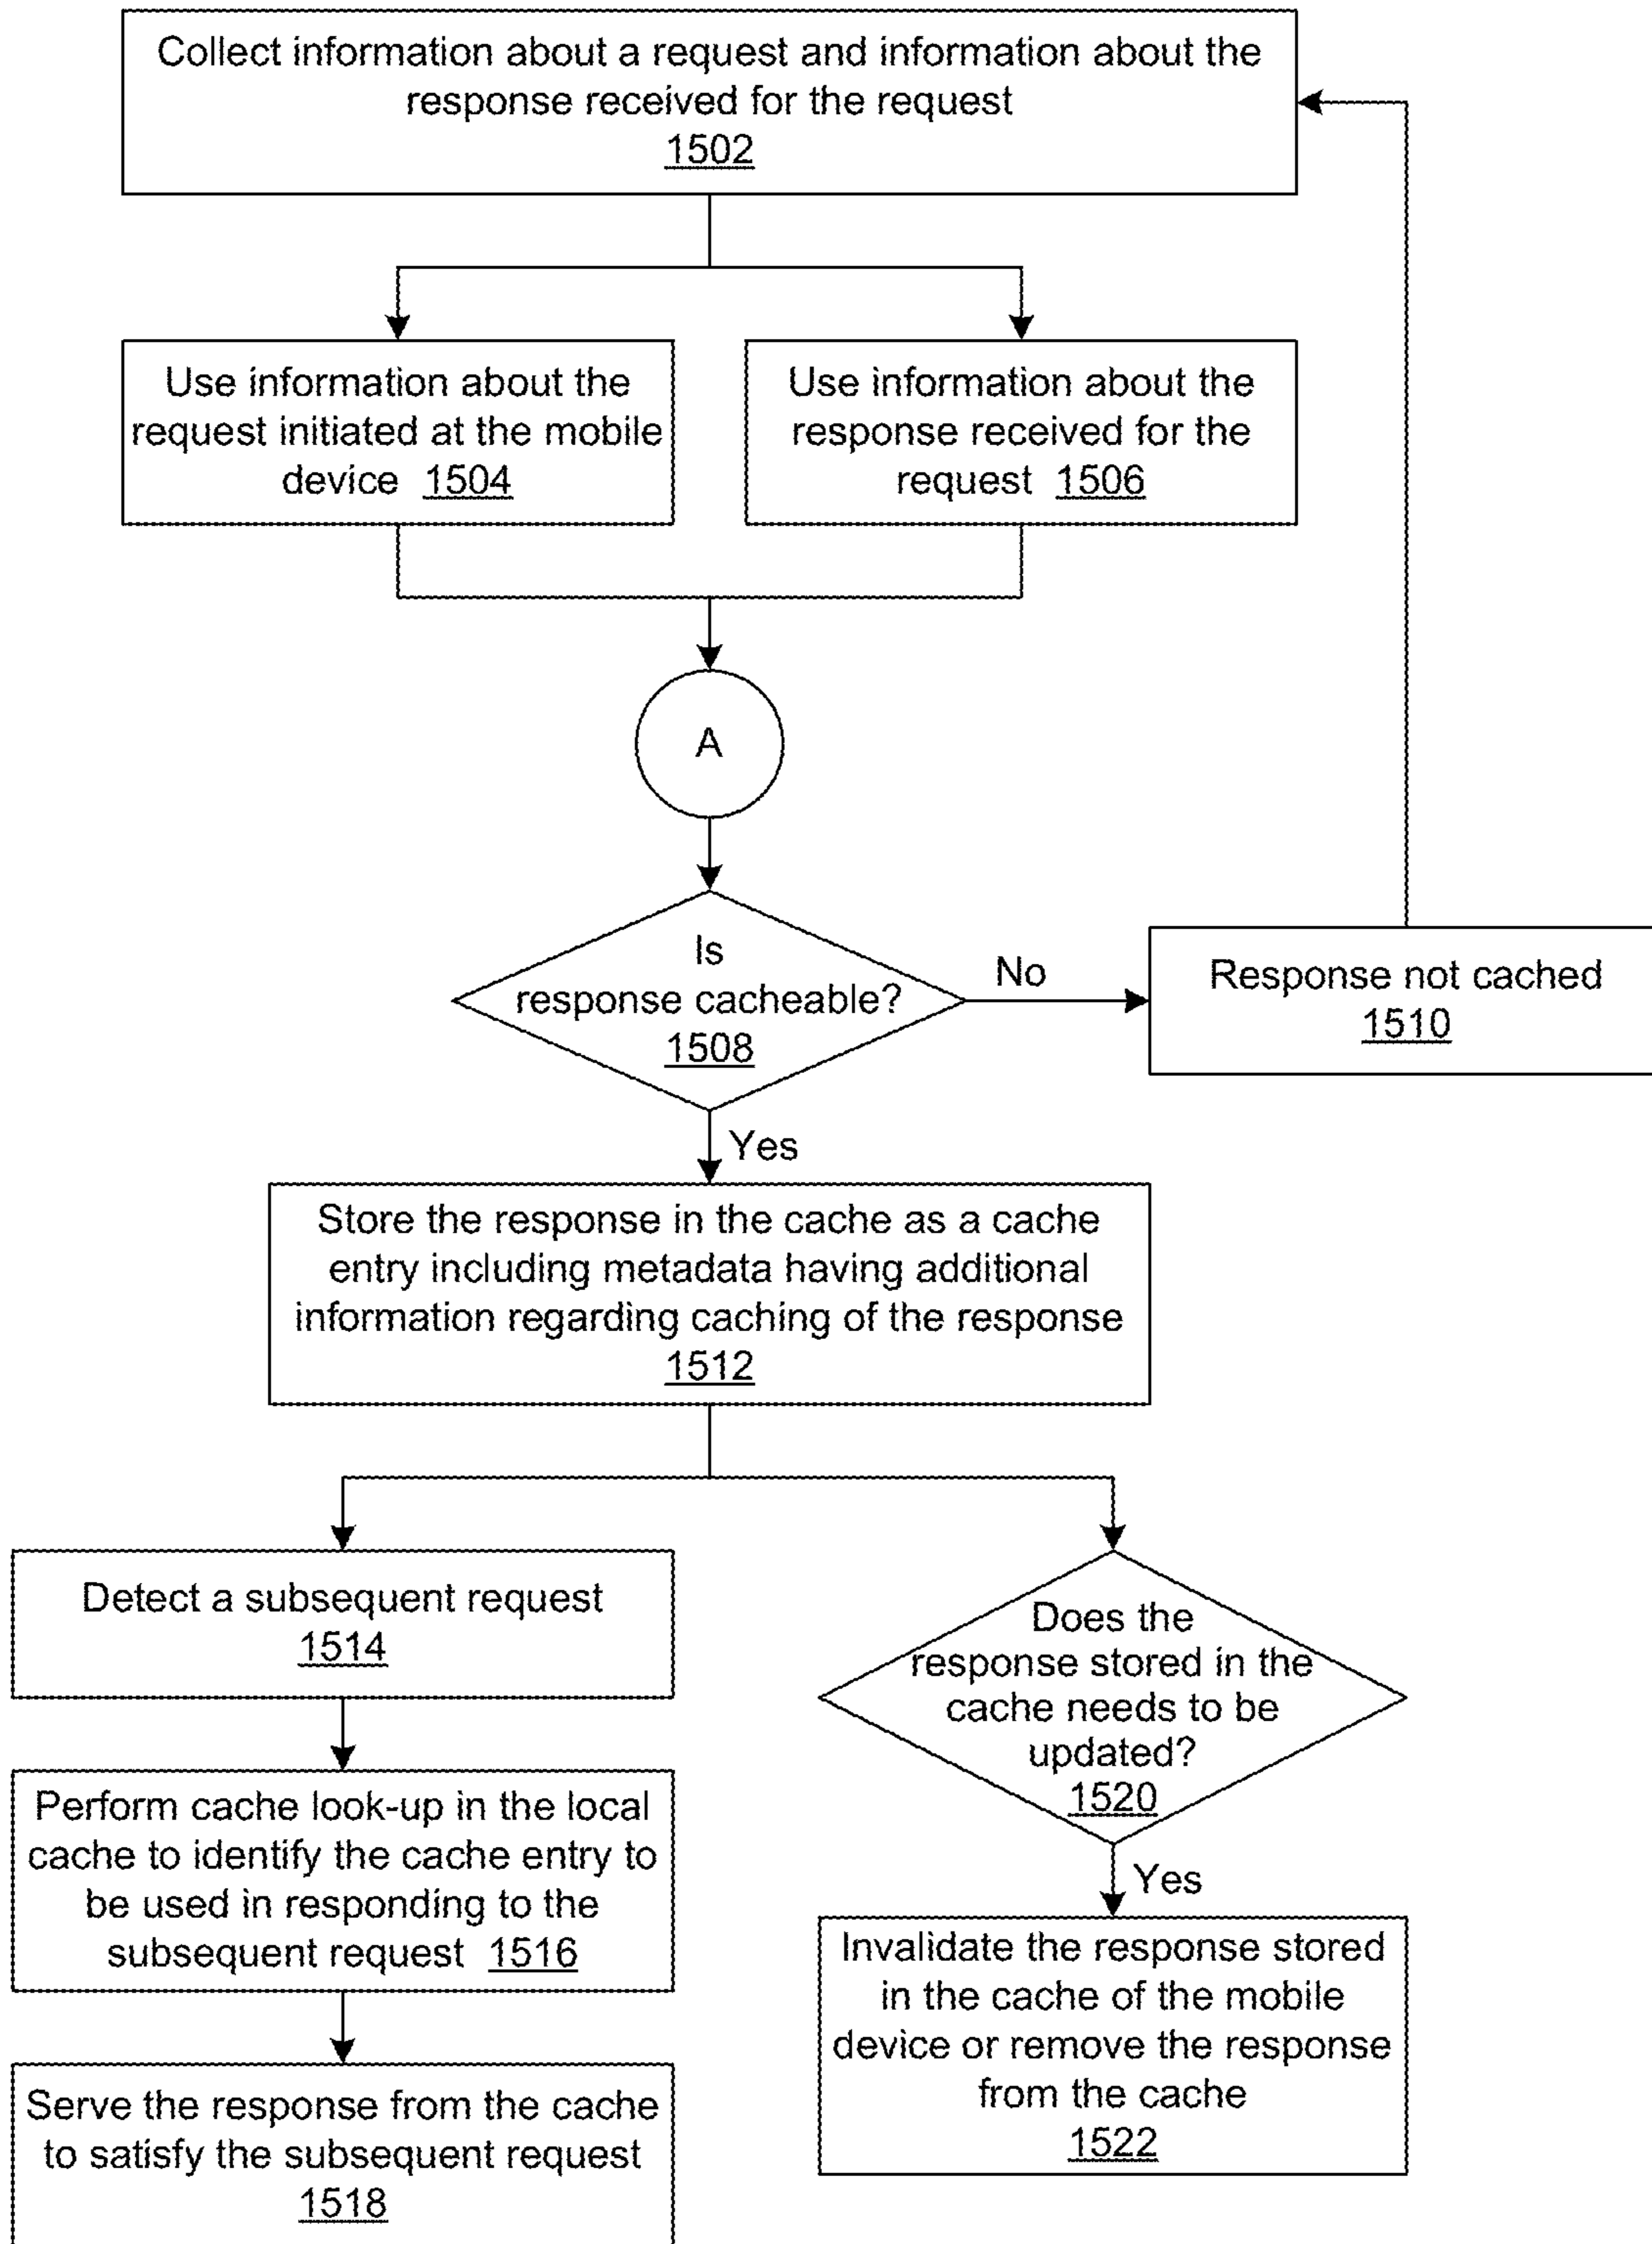 Collect information about a request and information about the
response received for the request
1502
Use information about the
request initiated at the mobile
device 1504
Use information about the
response received for the
request 1506
A
Is
response cacheable?
1508
No
Response not cached
1510
Yes
Store the response in the cache as a cache
entry including metadata having additional
information regarding caching of the response
1512
Detect a subsequent request
1514
Perform cache look-up in the local
cache to identify the cache entry to
be used in responding to the
subsequent request 1516
Serve the response from the cache
to satisfy the subsequent request
1518
Does the
response stored in the
cache needs to be
updated?
1520
Yes
Invalidate the response stored
in the cache of the mobile
device or remove the response
from the cache
1522